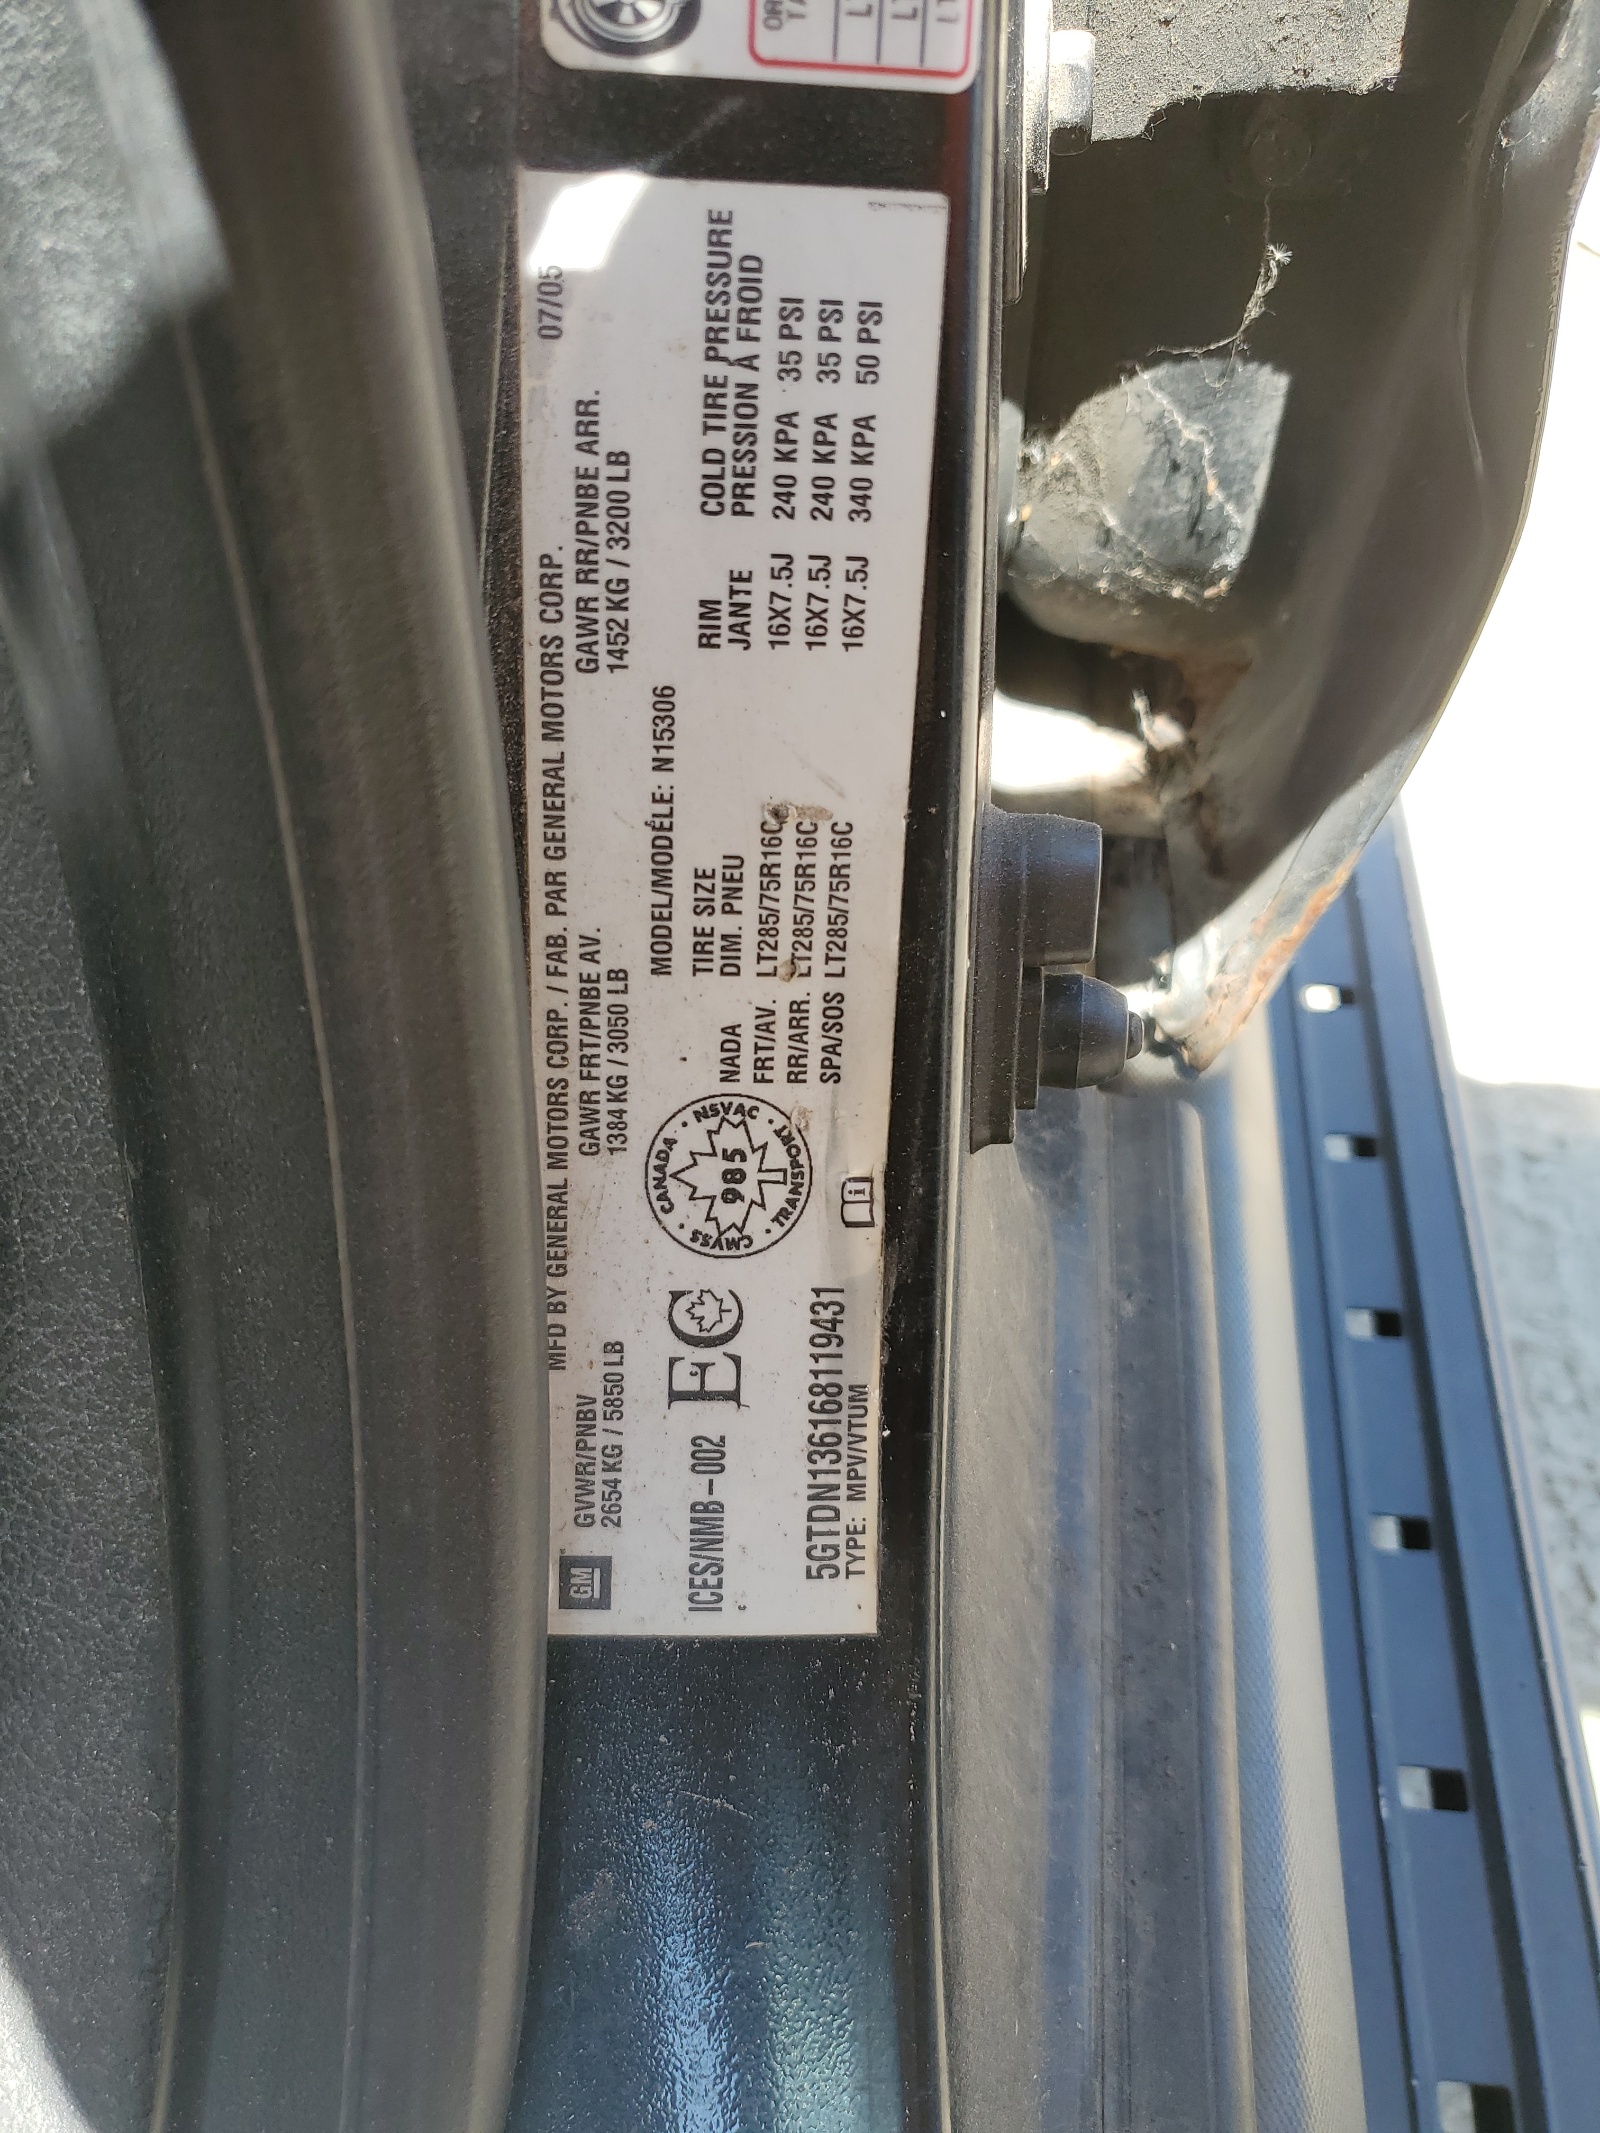 07/05
MFD BY GENERAL MOTORS CORP. / FAB. PAR GENERAL MOTORS CORP.
GM
GVWR/PNBV GAWR FRT/PNBE AV. GAWR RR/PNBE ARR.
2654 KG / 5850 LB 1384 KG / 3050 LB 1452 KG / 3200 LB
MODEL/MODÉLE: N15306
ICES/NMB-002
EC
CMVSS · CANADA · NSVAC · TRANSPORT ·
985
TIRE SIZE RIM COLD TIRE PRESSURE
NADA DIM. PNEU JANTE PRESSION À FROID
FRT/AV. LT285/75R16C 16X7.5J 240 KPA 35 PSI
RR/ARR. LT285/75R16C 16X7.5J 240 KPA 35 PSI
SPA/SOS LT285/75R16C 16X7.5J 340 KPA 50 PSI
5GTDN136168119431
TYPE: MPV/VTUM
i